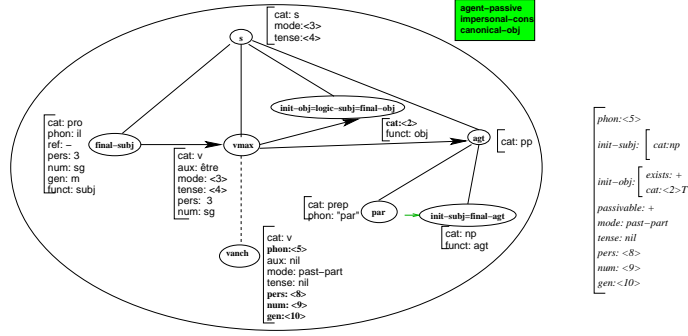 agent−passive
impersonal−cons
canonical−obj
cat: s
mode:<3>
tense:<4>
s
init−obj=logic−subj=final−obj
cat:<2>
funct: obj
agt
cat: pp
cat: pro
phon: il
ref: −
pers: 3
num: sg
gen: m
funct: subj
final−subj
vmax
cat: v
aux: être
mode: <3>
tense: <4>
pers: 3
num: sg
cat: prep
phon: "par"
par
init−subj=final−agt
cat: np
funct: agt
vanch
cat: v
phon:<5>
aux: nil
mode: past−part
tense: nil
pers: <8>
num: <9>
gen:<10>
phon:<5>
init−subj: cat:np
init−obj: exists: +
cat:<2>T
passivable: +
mode: past−part
tense: nil
pers: <8>
num: <9>
gen:<10>